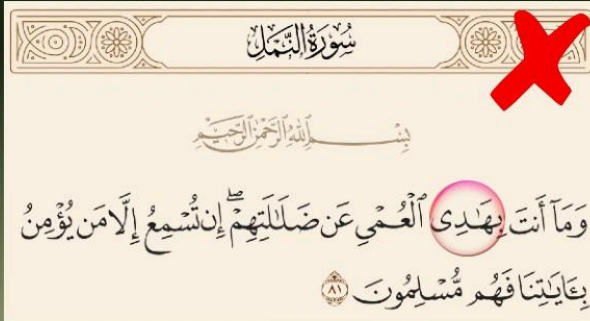 سُورَةُ النَّمۡلِ
بِسۡمِ ٱللَّهِ ٱلرَّحۡمَٰنِ ٱلرَّحِيمِ
وَمَآ أَنتَ بِهَٰدِی ٱلۡعُمۡیِ عَن ضَلَٰلَتِهِمۡۖ إِن تُسۡمِعُ إِلَّا مَن يُؤۡمِنُ
بِـَٔايَٰتِنَا فَهُم مُّسۡلِمُونَ ٨١